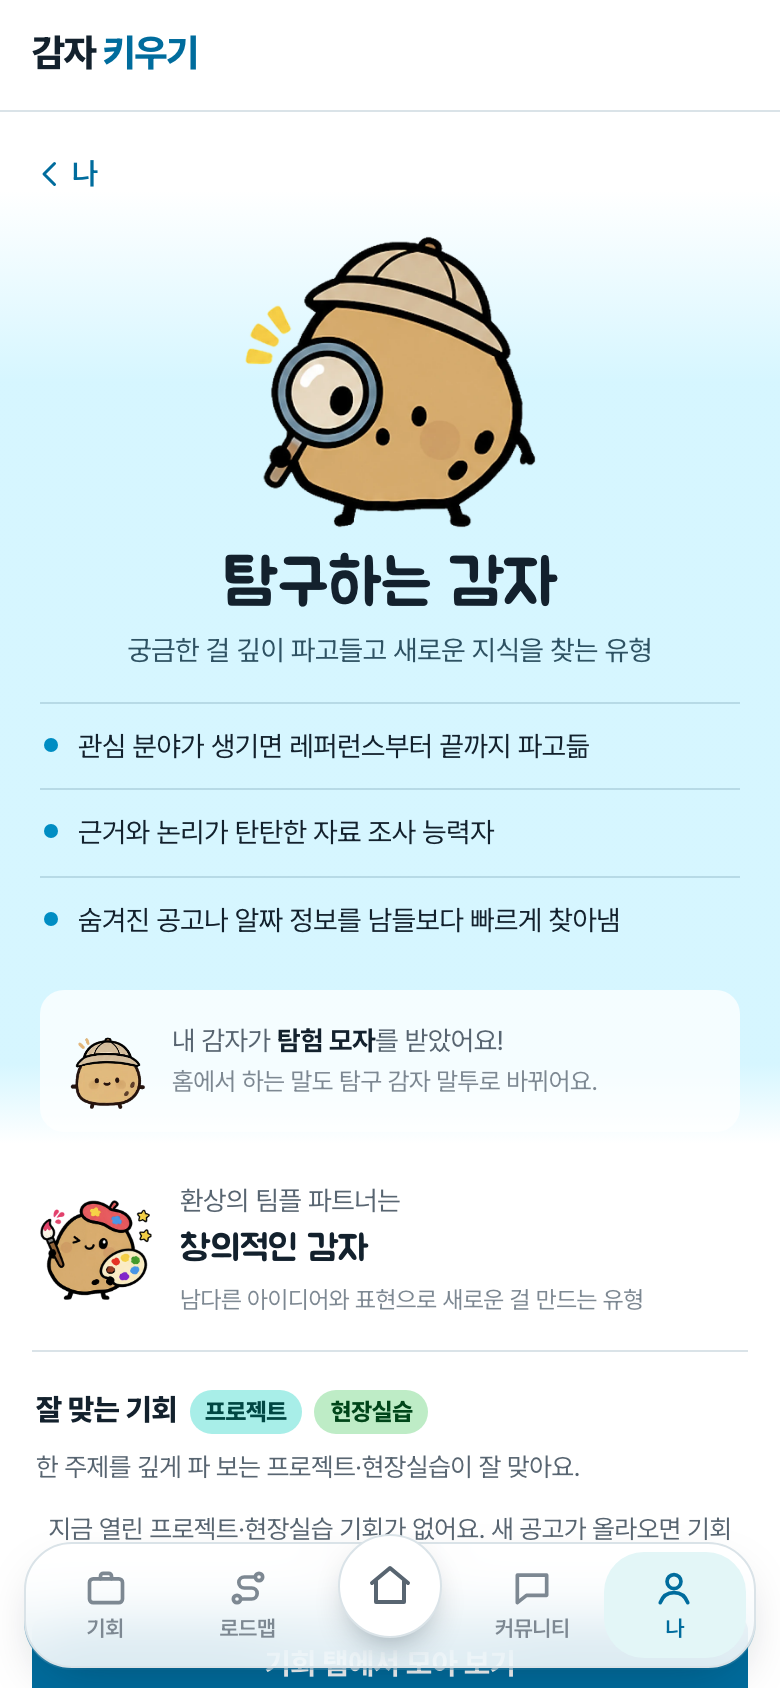 감자 키우기
나
탐구하는 감자
궁금한 걸 깊이 파고들고 새로운 지식을 찾는 유형
관심 분야가 생기면 레퍼런스부터 끝까지 파고듦
근거와 논리가 탄탄한 자료 조사 능력자
숨겨진 공고나 알짜 정보를 남들보다 빠르게 찾아냄
내 감자가 탐험 모자를 받았어요!
홈에서 하는 말도 탐구 감자 말투로 바뀌어요.
환상의 팀플 파트너는
창의적인 감자
남다른 아이디어와 표현으로 새로운 걸 만드는 유형
잘 맞는 기회 프로젝트 현장실습
한 주제를 깊게 파 보는 프로젝트·현장실습이 잘 맞아요.
지금 열린 프로젝트·현장실습 기회가 없어요. 새 공고가 올라오면 기회
기회 로드맵 커뮤니티 나
기회 탭에서 모아 보기